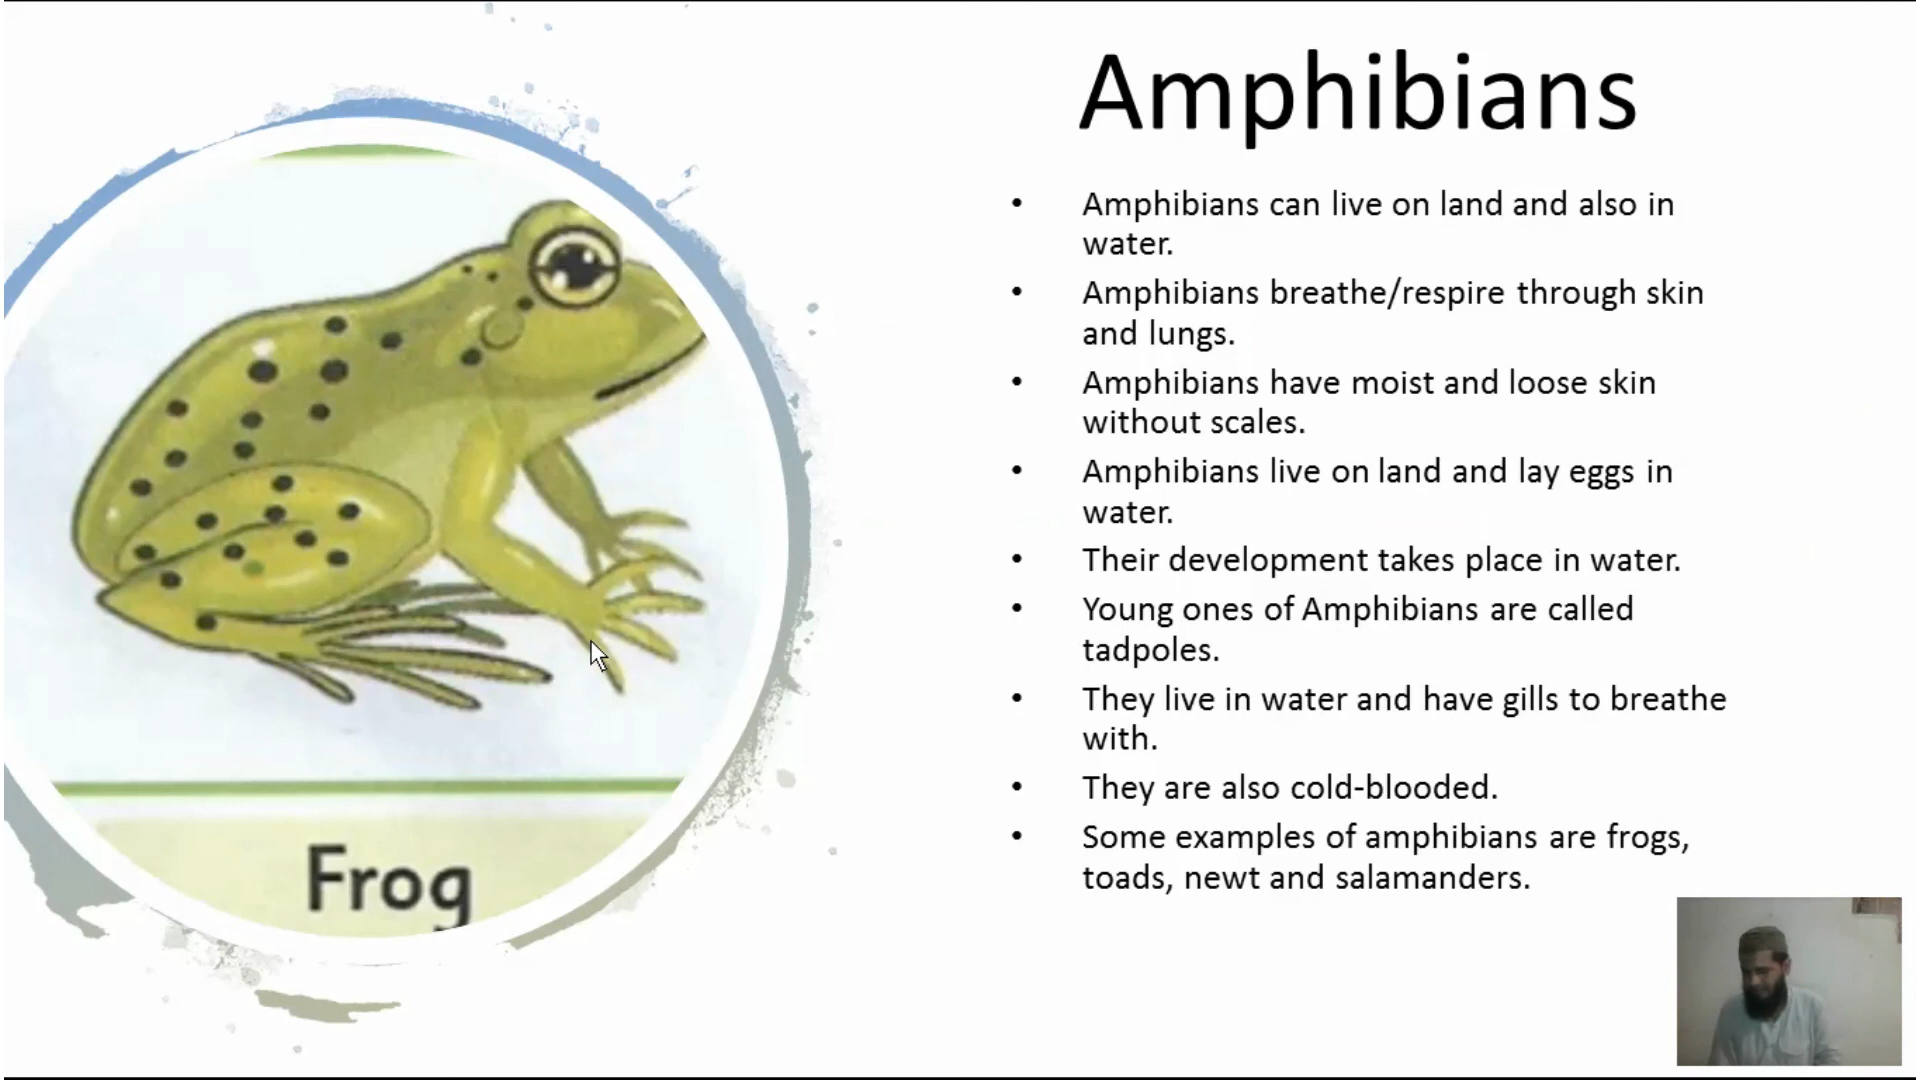 Amphibians
• Amphibians can live on land and also in
water.
• Amphibians breathe/respire through skin
and lungs.
• Amphibians have moist and loose skin
without scales.
• Amphibians live on land and lay eggs in
water.
• Their development takes place in water.
• Young ones of Amphibians are called
tadpoles.
• They live in water and have gills to breathe
with.
• They are also cold-blooded.
• Some examples of amphibians are frogs,
toads, newt and salamanders.
Frog